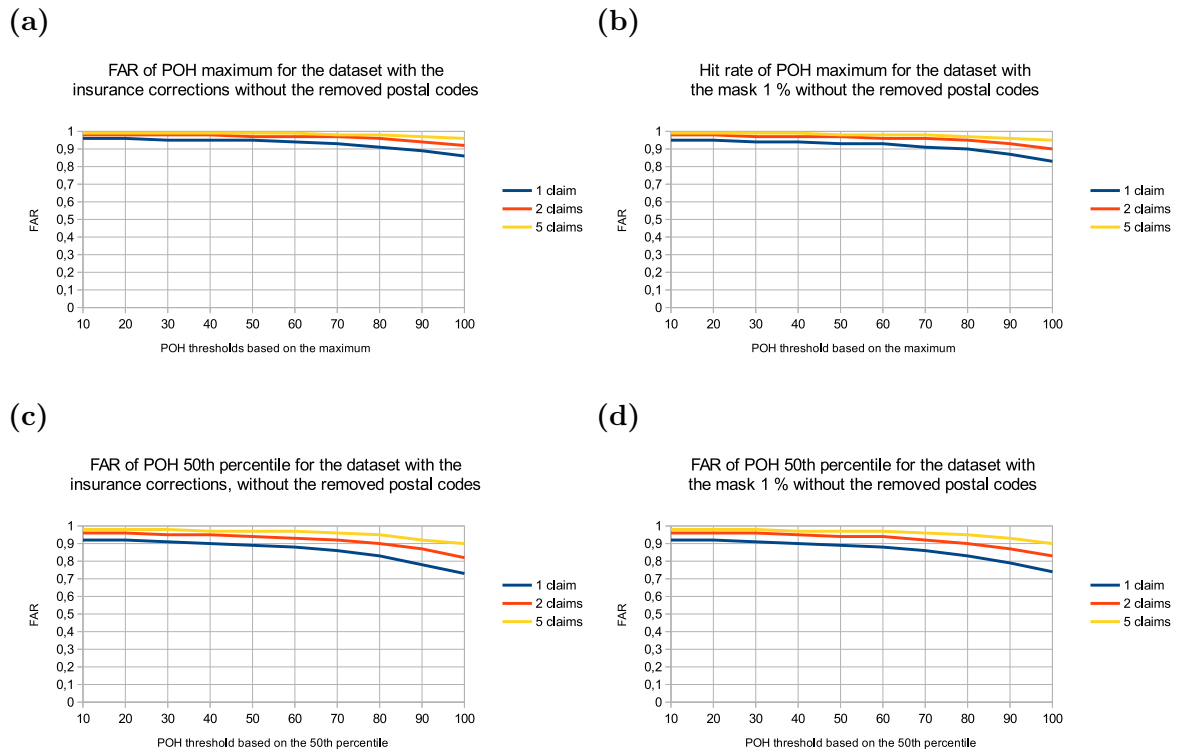 (a)
FAR of POH maximum for the dataset with the
insurance corrections without the removed postal codes
1
0,9
0,8
0,7
0,6
0,5
0,4
0,3
0,2
0,1
0
FAR
10 20 30 40 50 60 70 80 90 100
POH thresholds based on the maximum
1 claim
2 claims
5 claims
(b)
Hit rate of POH maximum for the dataset with
the mask 1 % without the removed postal codes
1
0,9
0,8
0,7
0,6
0,5
0,4
0,3
0,2
0,1
0
FAR
10 20 30 40 50 60 70 80 90 100
POH threshold based on the maximum
1 claim
2 claims
5 claims
(c)
FAR of POH 50th percentile for the dataset with the
insurance corrections, without the removed postal codes
1
0,9
0,8
0,7
0,6
0,5
0,4
0,3
0,2
0,1
0
FAR
10 20 30 40 50 60 70 80 90 100
POH threshold based on the 50th percentile
1 claim
2 claims
5 claims
(d)
FAR of POH 50th percentile for the dataset with
the mask 1 % without the removed postal codes
1
0,9
0,8
0,7
0,6
0,5
0,4
0,3
0,2
0,1
0
FAR
10 20 30 40 50 60 70 80 90 100
POH threshold based on the 50th percentile
1 claim
2 claims
5 claims